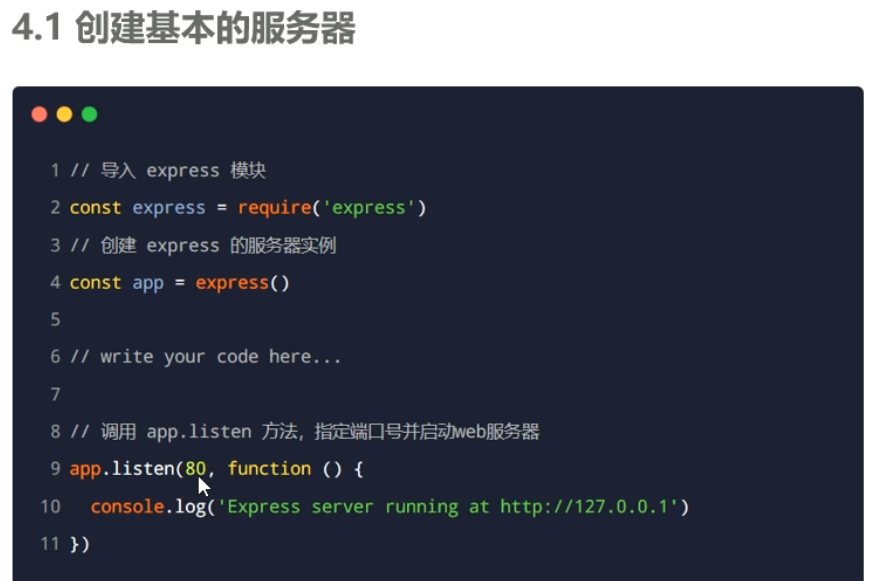 4.1 创建基本的服务器
1 // 导入 express 模块
2 const express = require('express')
3 // 创建 express 的服务器实例
4 const app = express()
5
6 // write your code here...
7
8 // 调用 app.listen 方法，指定端口号并启动web服务器
9 app.listen(80, function () {
10   console.log('Express server running at http://127.0.0.1')
11 })